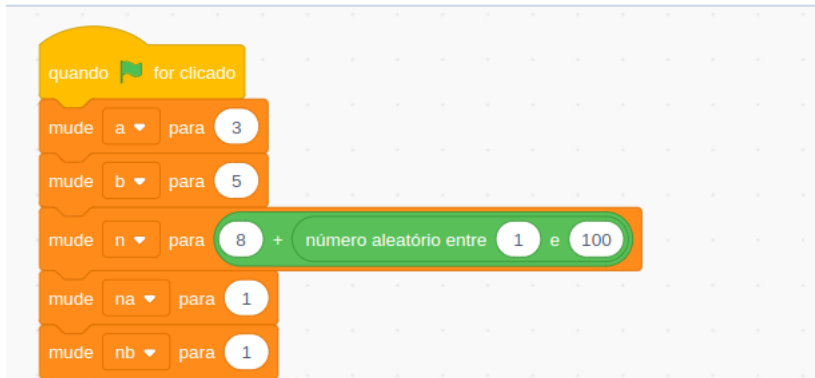 quando for clicado
mude a para 3
mude b para 5
mude n para 8 + número aleatório entre 1 e 100
mude na para 1
mude nb para 1